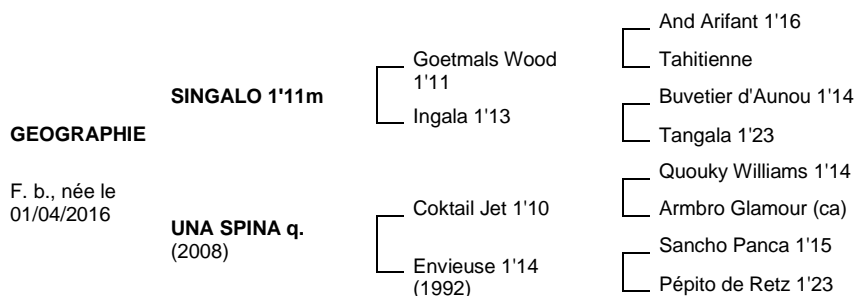 GEOGRAPHIE
F. b., née le
01/04/2016
SINGALO 1'11m
UNA SPINA q.
(2008)
Goetmals Wood
1'11
Ingala 1'13
Coktail Jet 1'10
Envieuse 1'14
(1992)
And Arifant 1'16
Tahitienne
Buvetier d'Aunou 1'14
Tangala 1'23
Quouky Williams 1'14
Armbro Glamour (ca)
Sancho Panca 1'15
Pépito de Retz 1'23